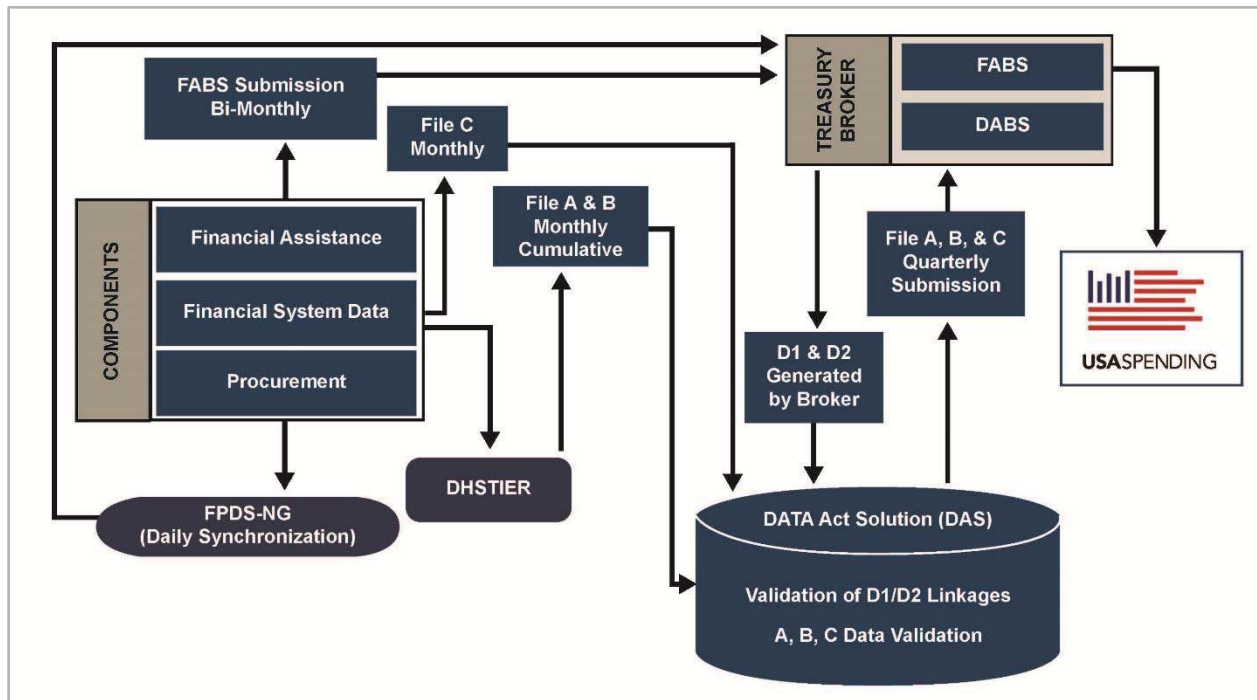 FABS Submission
Bi-Monthly
File C
Monthly
File A & B
Monthly
Cumulative
TREASURY
BROKER
FABS
DABS
COMPONENTS
Financial Assistance
Financial System Data
Procurement
File A, B, & C
Quarterly
Submission
USASPENDING
D1 & D2
Generated
by Broker
DHSTIER
FPDS-NG
(Daily Synchronization)
DATA Act Solution (DAS)
Validation of D1/D2 Linkages
A, B, C Data Validation